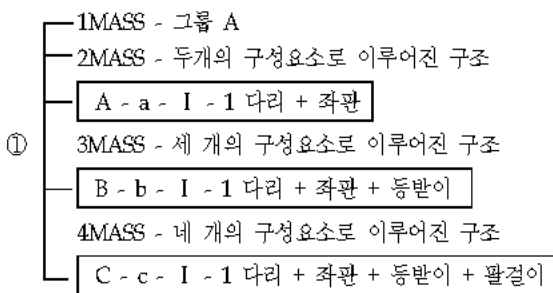 1MASS - 그룹 A
2MASS - 두개의 구성요소로 이루어진 구조
A - a - I - 1 다리 + 좌판
① 3MASS - 세 개의 구성요소로 이루어진 구조
B - b - I - 1 다리 + 좌판 + 등받이
4MASS - 네 개의 구성요소로 이루어진 구조
C - c - I - 1 다리 + 좌판 + 등받이 + 팔걸이